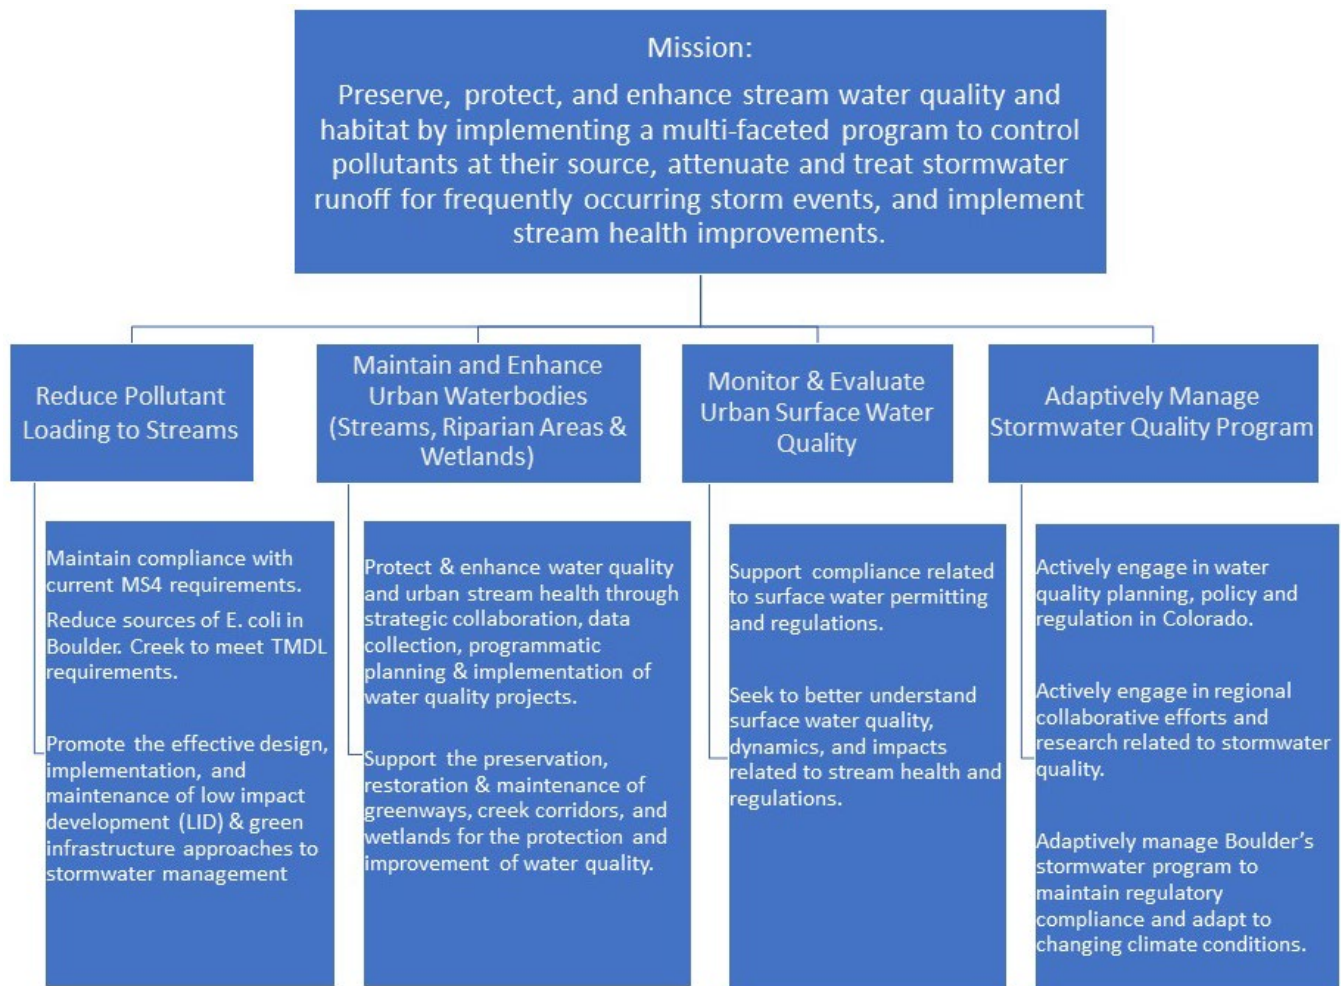 Mission:
Preserve, protect, and enhance stream water quality and
habitat by implementing a multi-faceted program to control
pollutants at their source, attenuate and treat stormwater
runoff for frequently occurring storm events, and implement
stream health improvements.
Reduce Pollutant
Loading to Streams
Maintain compliance with
current MS4 requirements.
Reduce sources of E. coli in
Boulder. Creek to meet TMDL
requirements.
Promote the effective design,
implementation, and
maintenance of low impact
development (LID) & green
infrastructure approaches to
stormwater management
Maintain and Enhance
Urban Waterbodies
(Streams, Riparian Areas &
Wetlands)
Protect & enhance water quality
and urban stream health through
strategic collaboration, data
collection, programmatic
planning & implementation of
water quality projects.
Support the preservation,
restoration & maintenance of
greenways, creek corridors, and
wetlands for the protection and
improvement of water quality.
Monitor & Evaluate
Urban Surface Water
Quality
Support compliance related
to surface water permitting
and regulations.
Seek to better understand
surface water quality,
dynamics, and impacts
related to stream health and
regulations.
Adaptively Manage
Stormwater Quality Program
Actively engage in water
quality planning, policy and
regulation in Colorado.
Actively engage in regional
collaborative efforts and
research related to stormwater
quality.
Adaptively manage Boulder’s
stormwater program to
maintain regulatory
compliance and adapt to
changing climate conditions.